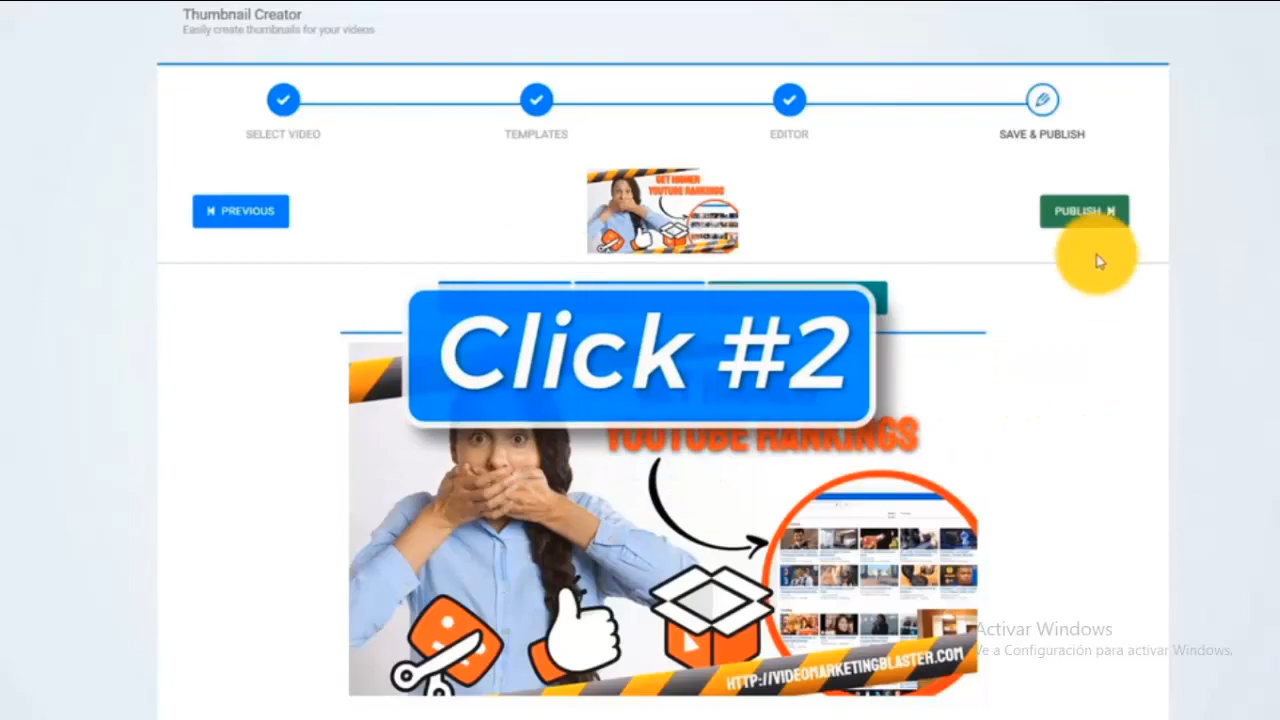 Thumbnail Creator
Easily create thumbnails for your videos
SELECT VIDEO
TEMPLATES
EDITOR
SAVE & PUBLISH
PREVIOUS
GET HIGHER
YOUTUBE RANKINGS
PUBLISH
Click #2
YOUTUBE RANKINGS
HTTP://VIDEOMARKETINGBLASTER.COM
Activar Windows
Ve a Configuración para activar Windows.